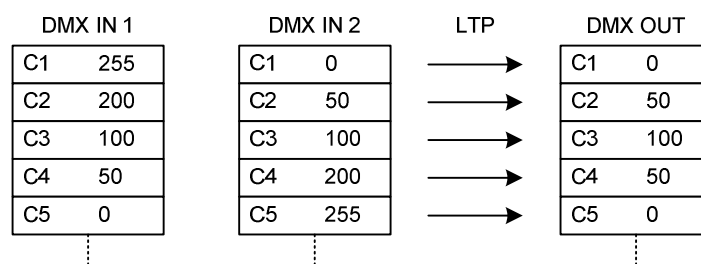 DMX IN 1 DMX IN 2 LTP DMX OUT
C1 255 C1 0 C1 0
C2 200 C2 50 C2 50
C3 100 C3 100 C3 100
C4 50 C4 200 C4 50
C5 0 C5 255 C5 0